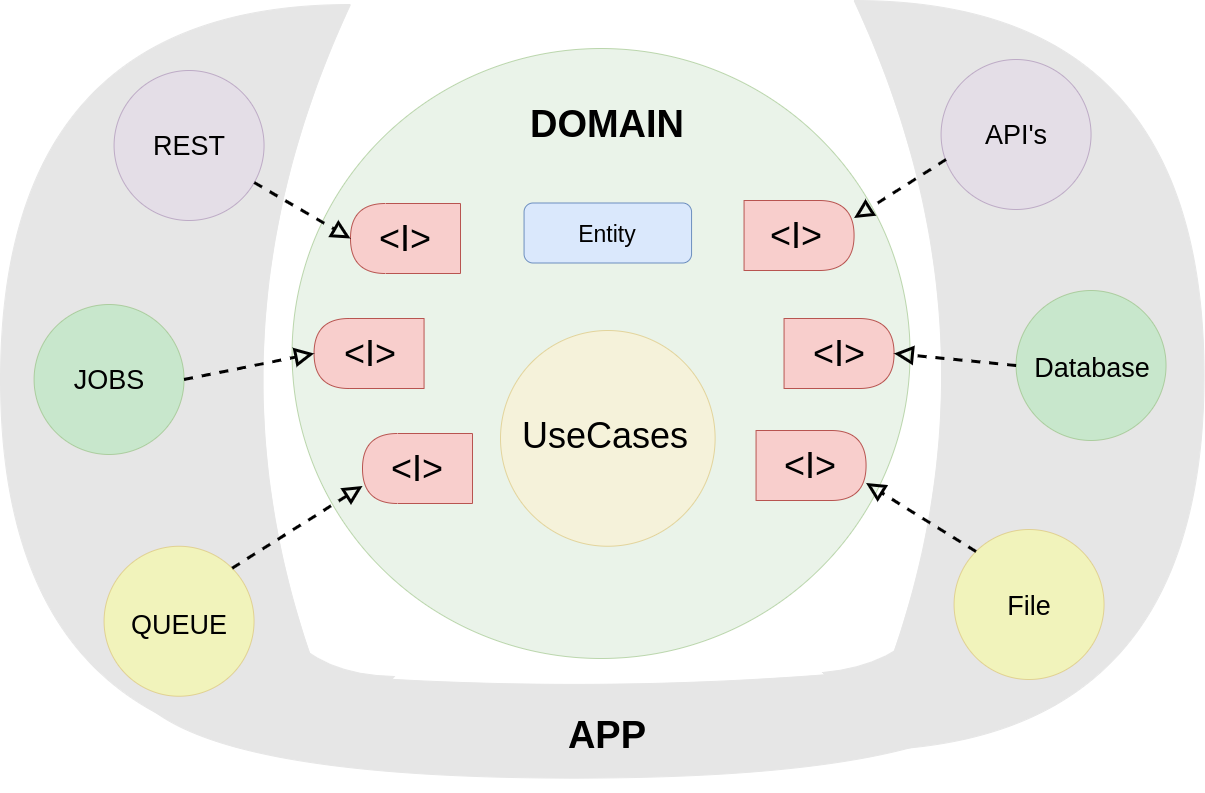 REST
API's
DOMAIN
<I>
Entity
<I>
JOBS
<I>
<I>
Database
UseCases
<I>
<I>
QUEUE
File
APP